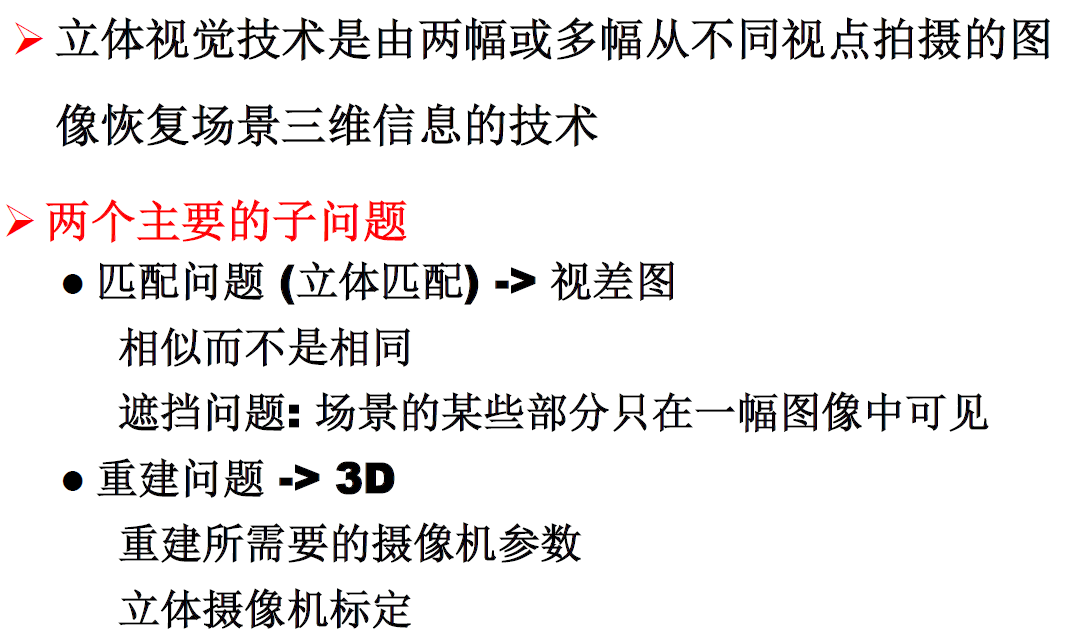 ➢ 立体视觉技术是由两幅或多幅从不同视点拍摄的图
像恢复场景三维信息的技术
➢ 两个主要的子问题
● 匹配问题 (立体匹配) -> 视差图
相似而不是相同
遮挡问题: 场景的某些部分只在一幅图像中可见
● 重建问题 -> 3D
重建所需要的摄像机参数
立体摄像机标定